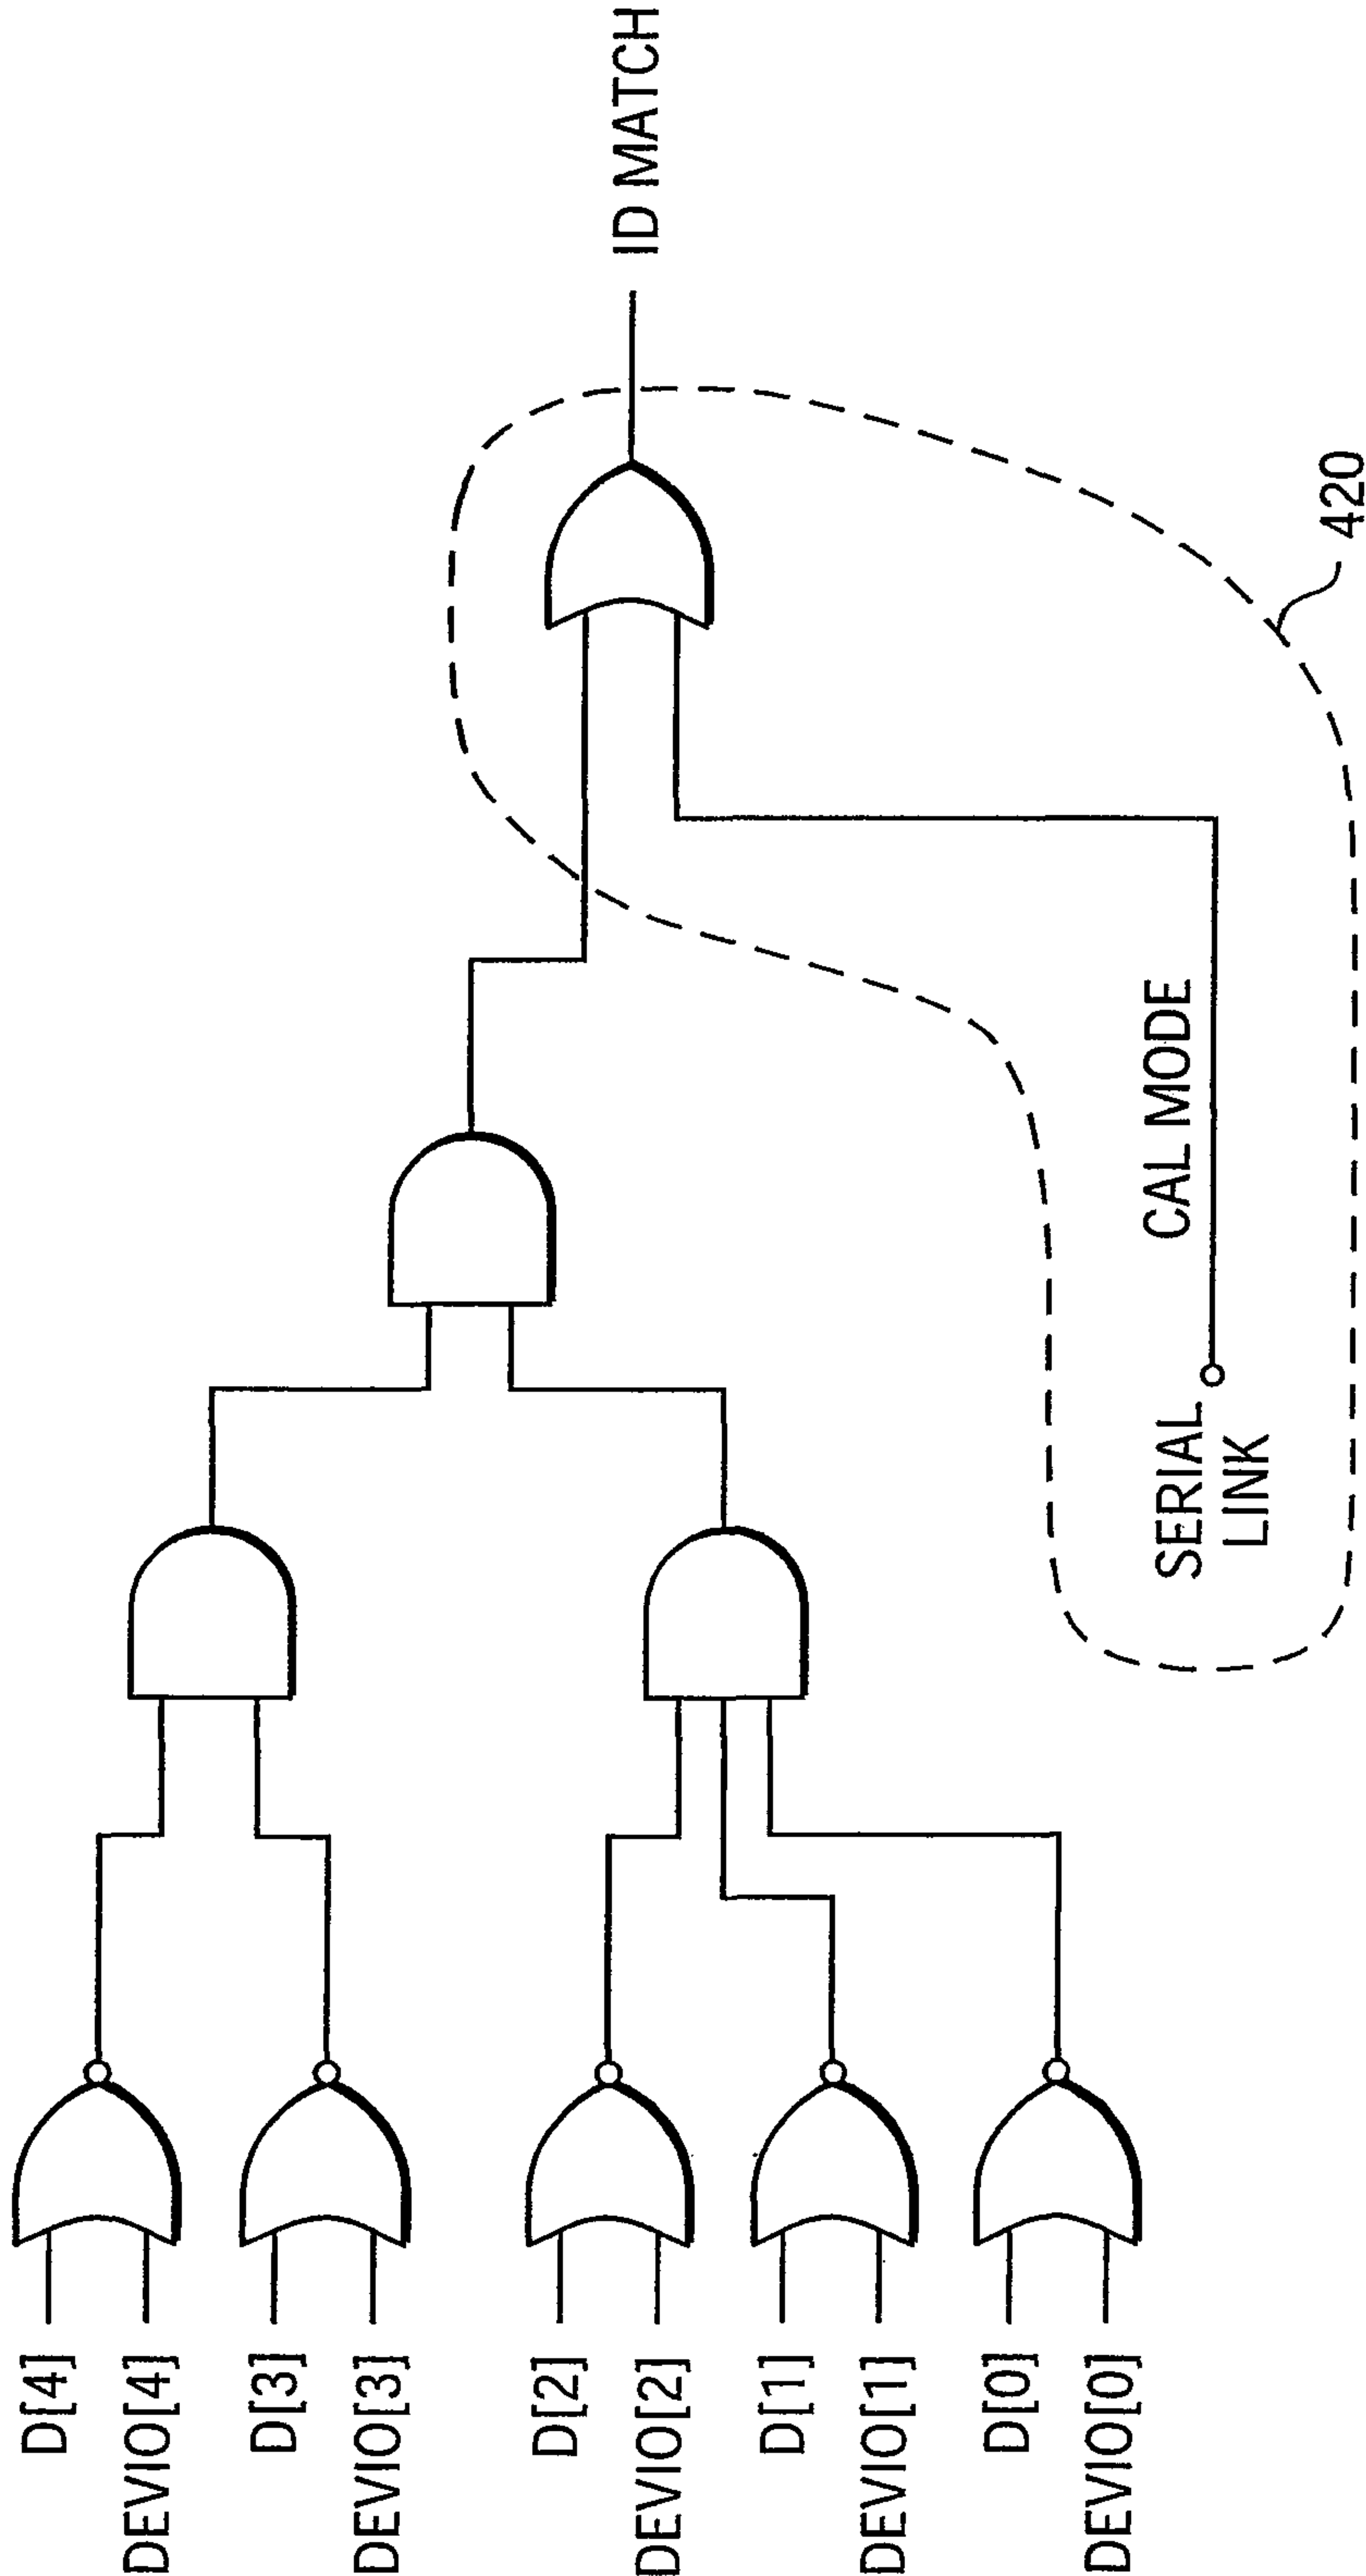 D[4]
DEVIO[4]
D[3]
DEVIO[3]
D[2]
DEVIO[2]
D[1]
DEVIO[1]
D[0]
DEVIO[0]
SERIAL
LINK
CAL MODE
ID MATCH
420